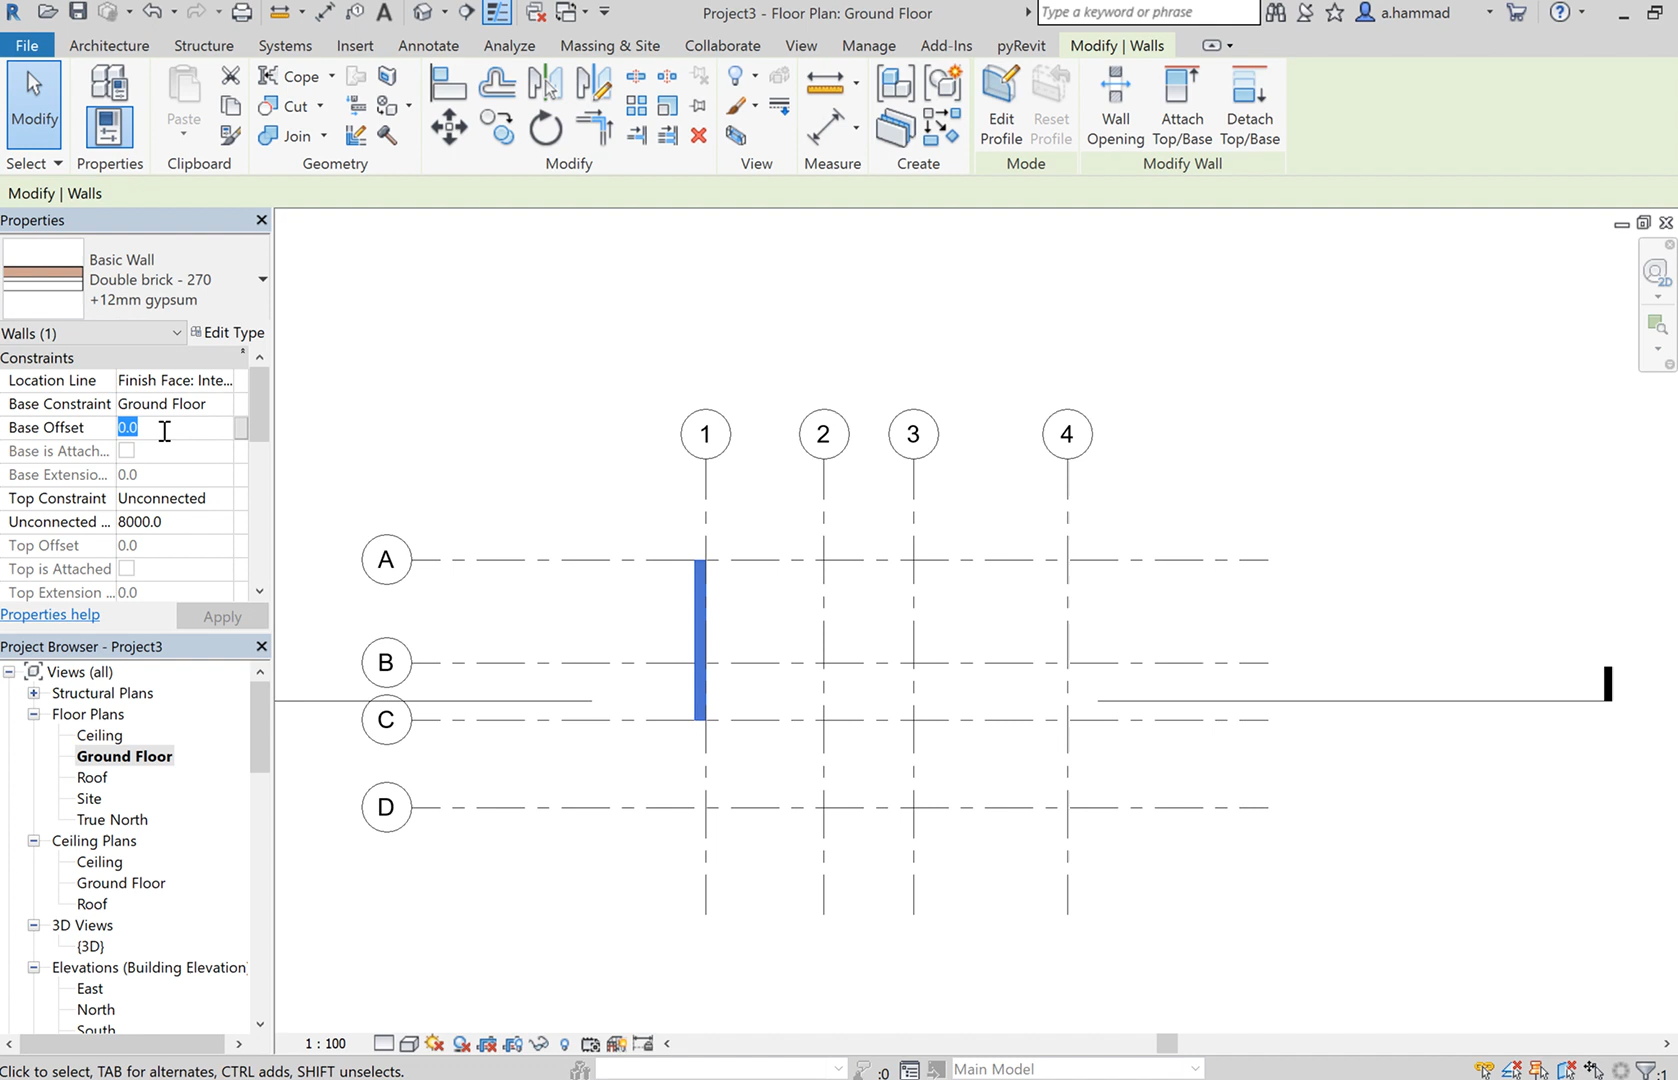 Project3 - Floor Plan: Ground Floor
Type a keyword or phrase
a.hammad
File Architecture Structure Systems Insert Annotate Analyze Massing & Site Collaborate View Manage Add-Ins pyRevit Modify | Walls
Modify
Paste
Cope
Cut
Join
Edit Profile
Reset Profile
Wall Opening
Attach Top/Base
Detach Top/Base
Select Properties Clipboard Geometry Modify View Measure Create Mode Modify Wall
Modify | Walls
Properties
Basic Wall
Double brick - 270
+12mm gypsum
Walls (1) Edit Type
Constraints
Location Line Finish Face: Inte...
Base Constraint Ground Floor
Base Offset 0.0
Base is Attach...
Base Extensio... 0.0
Top Constraint Unconnected
Unconnected ... 8000.0
Top Offset 0.0
Top is Attached
Top Extension ... 0.0
Properties help Apply
Project Browser - Project3
Views (all)
Structural Plans
Floor Plans
Ceiling
Ground Floor
Roof
Site
True North
Ceiling Plans
Ceiling
Ground Floor
Roof
3D Views
{3D}
Elevations (Building Elevation)
East
North
South
1 2 3 4
A
B
C
D
2D
1 : 100
Click to select, TAB for alternates, CTRL adds, SHIFT unselects.
:0
Main Model
:1